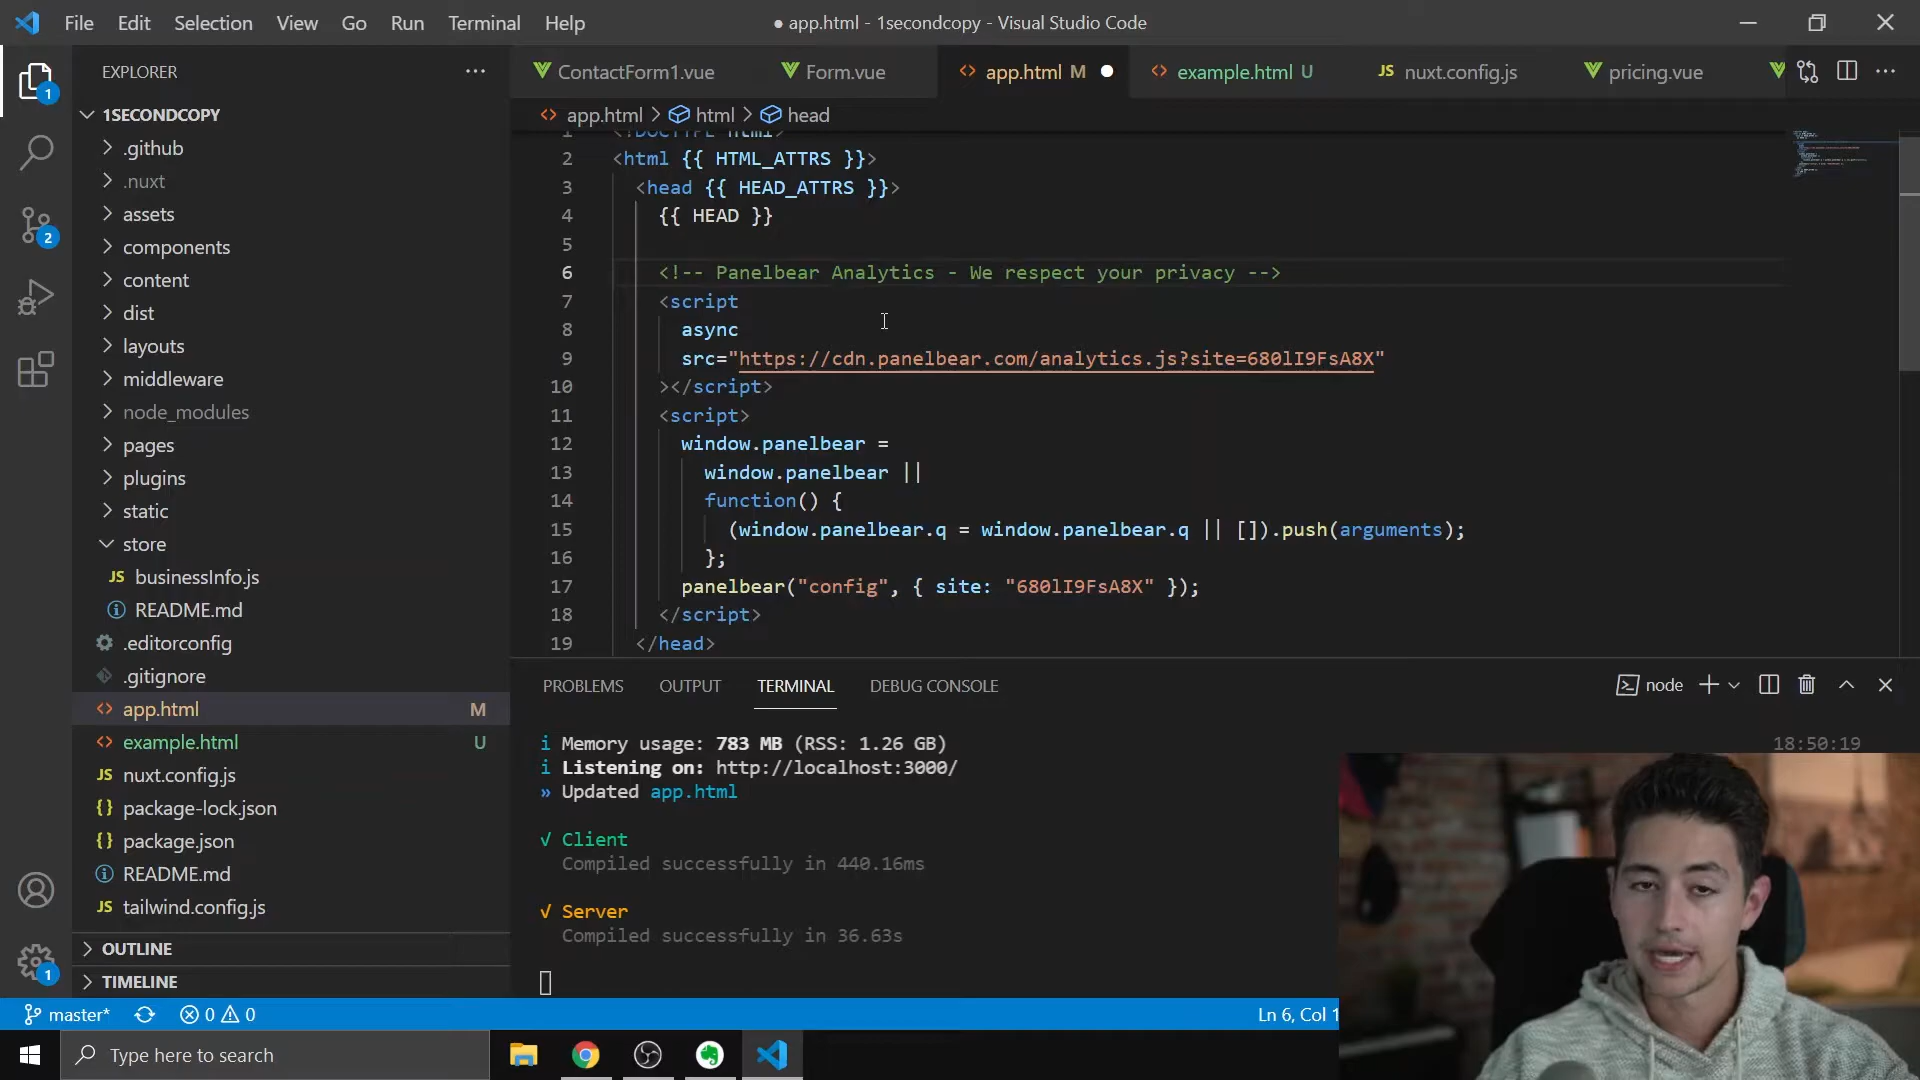 File Edit Selection View Go Run Terminal Help
● app.html - 1secondcopy - Visual Studio Code
EXPLORER
1
2
1
1SECONDCOPY
.github
.nuxt
assets
components
content
dist
layouts
middleware
node_modules
pages
plugins
static
store
JS businessInfo.js
README.md
.editorconfig
.gitignore
app.html M
example.html U
JS nuxt.config.js
{} package-lock.json
{} package.json
README.md
JS tailwind.config.js
OUTLINE
TIMELINE
ContactForm1.vue Form.vue <> app.html M ● <> example.html U JS nuxt.config.js pricing.vue
<> app.html > html > head
1 <!DOCTYPE html>
2 <html {{ HTML_ATTRS }}>
3 <head {{ HEAD_ATTRS }}>
4 {{ HEAD }}
5
6 <!-- Panelbear Analytics - We respect your privacy -->
7 <script
8 async
9 src="https://cdn.panelbear.com/analytics.js?site=680lI9FsA8X"
10 ></script>
11 <script>
12 window.panelbear =
13 window.panelbear ||
14 function() {
15 (window.panelbear.q = window.panelbear.q || []).push(arguments);
16 };
17 panelbear("config", { site: "680lI9FsA8X" });
18 </script>
19 </head>
PROBLEMS OUTPUT TERMINAL DEBUG CONSOLE
node
i Memory usage: 783 MB (RSS: 1.26 GB) 18:50:19
i Listening on: http://localhost:3000/
» Updated app.html
√ Client
Compiled successfully in 440.16ms
√ Server
Compiled successfully in 36.63s
master* 0 0 Ln 6, Col 1
Type here to search